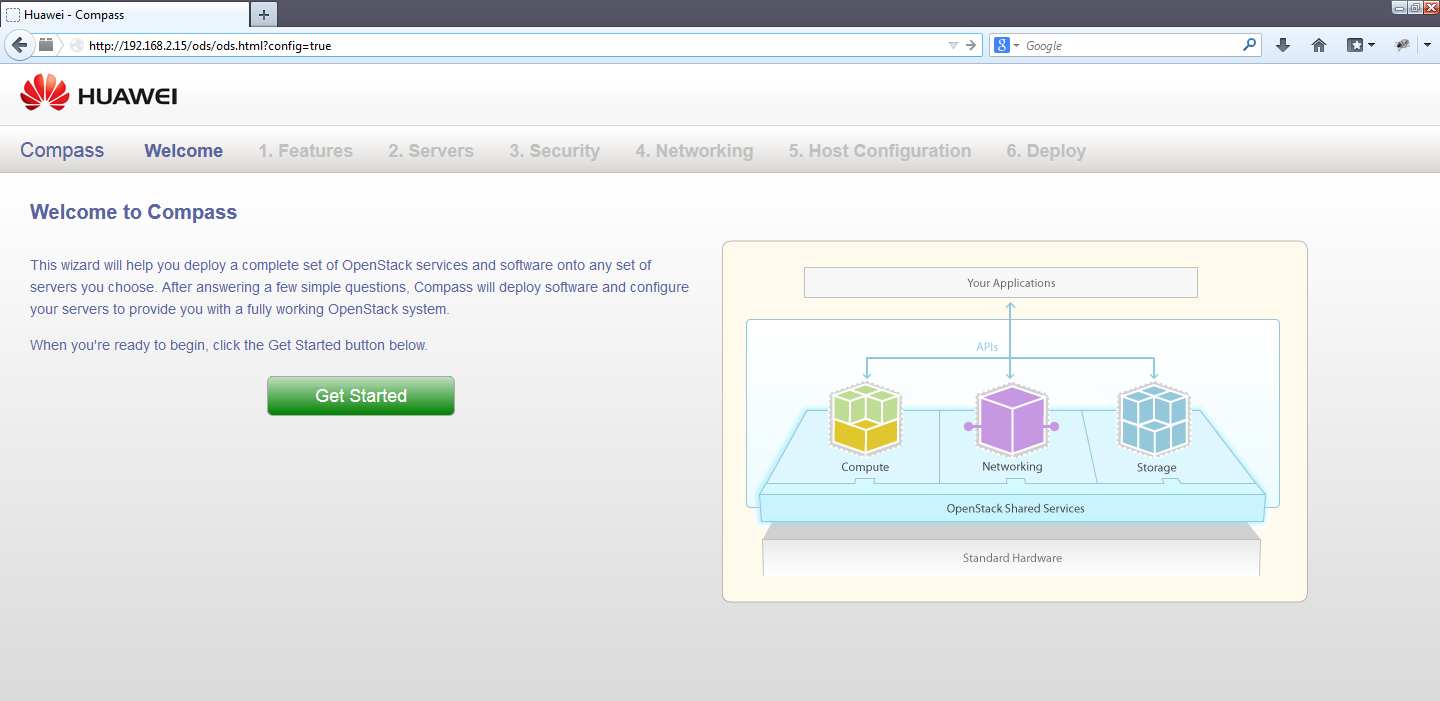 Huawei - Compass
http://192.168.2.15/ods/ods.html?config=true
8
Google
HUAWEI
Compass Welcome 1. Features 2. Servers 3. Security 4. Networking 5. Host Configuration 6. Deploy
Welcome to Compass
This wizard will help you deploy a complete set of OpenStack services and software onto any set of
servers you choose. After answering a few simple questions, Compass will deploy software and configure
your servers to provide you with a fully working OpenStack system.
When you're ready to begin, click the Get Started button below.
Get Started
Your Applications
APIs
Compute
Networking
Storage
OpenStack Shared Services
Standard Hardware